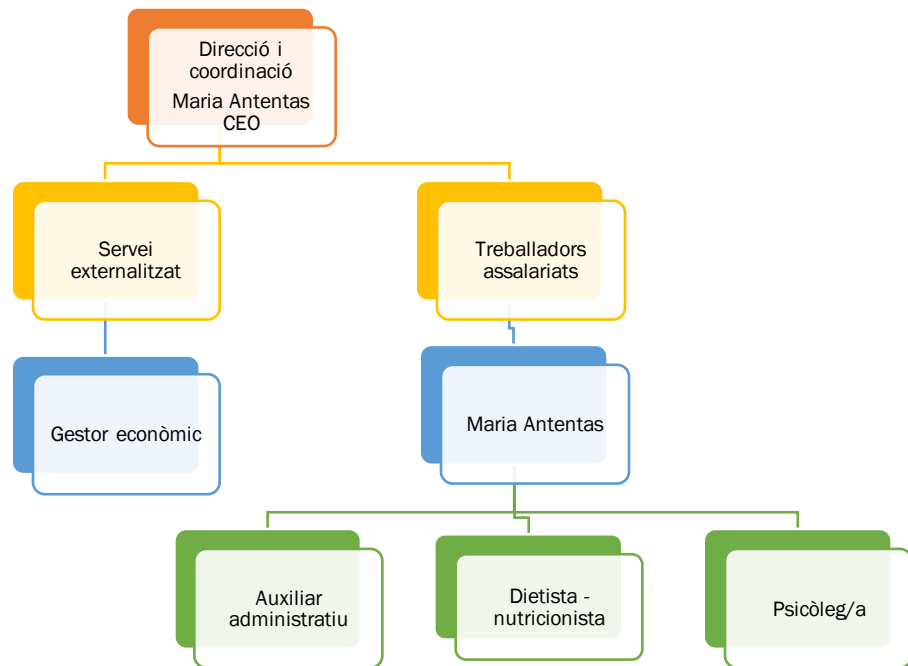 Direcció i
coordinació
Maria Antentas
CEO
Servei
externalitzat
Treballadors
assalariats
Gestor econòmic
Maria Antentas
Auxiliar
administratiu
Dietista -
nutricionista
Psicòleg/a